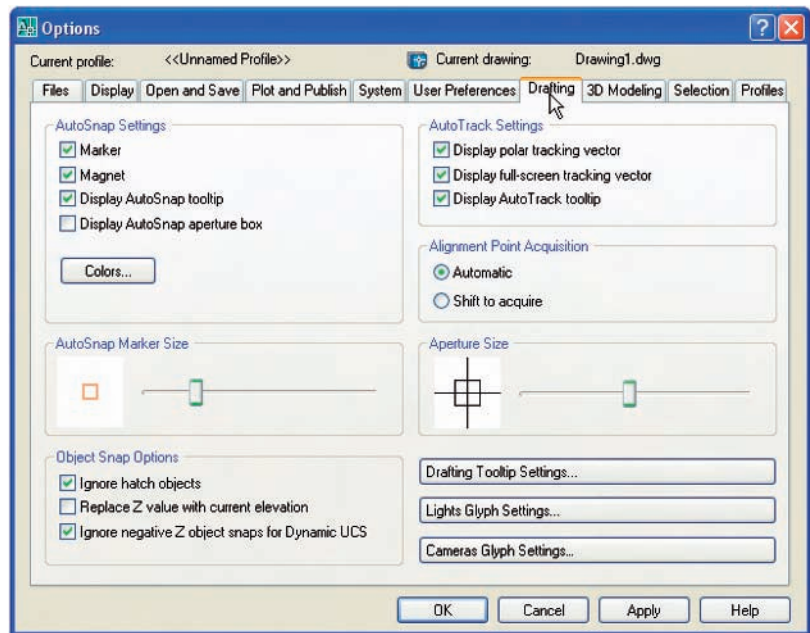 Options
Current profile: <<Unnamed Profile>> Current drawing: Drawing1.dwg
Files Display Open and Save Plot and Publish System User Preferences Drafting 3D Modeling Selection Profiles
AutoSnap Settings
Marker
Magnet
Display AutoSnap tooltip
Display AutoSnap aperture box
Colors...
AutoTrack Settings
Display polar tracking vector
Display full-screen tracking vector
Display AutoTrack tooltip
Alignment Point Acquisition
Automatic
Shift to acquire
AutoSnap Marker Size
Aperture Size
Object Snap Options
Ignore hatch objects
Replace Z value with current elevation
Ignore negative Z object snaps for Dynamic UCS
Drafting Tooltip Settings...
Lights Glyph Settings...
Cameras Glyph Settings...
OK Cancel Apply Help